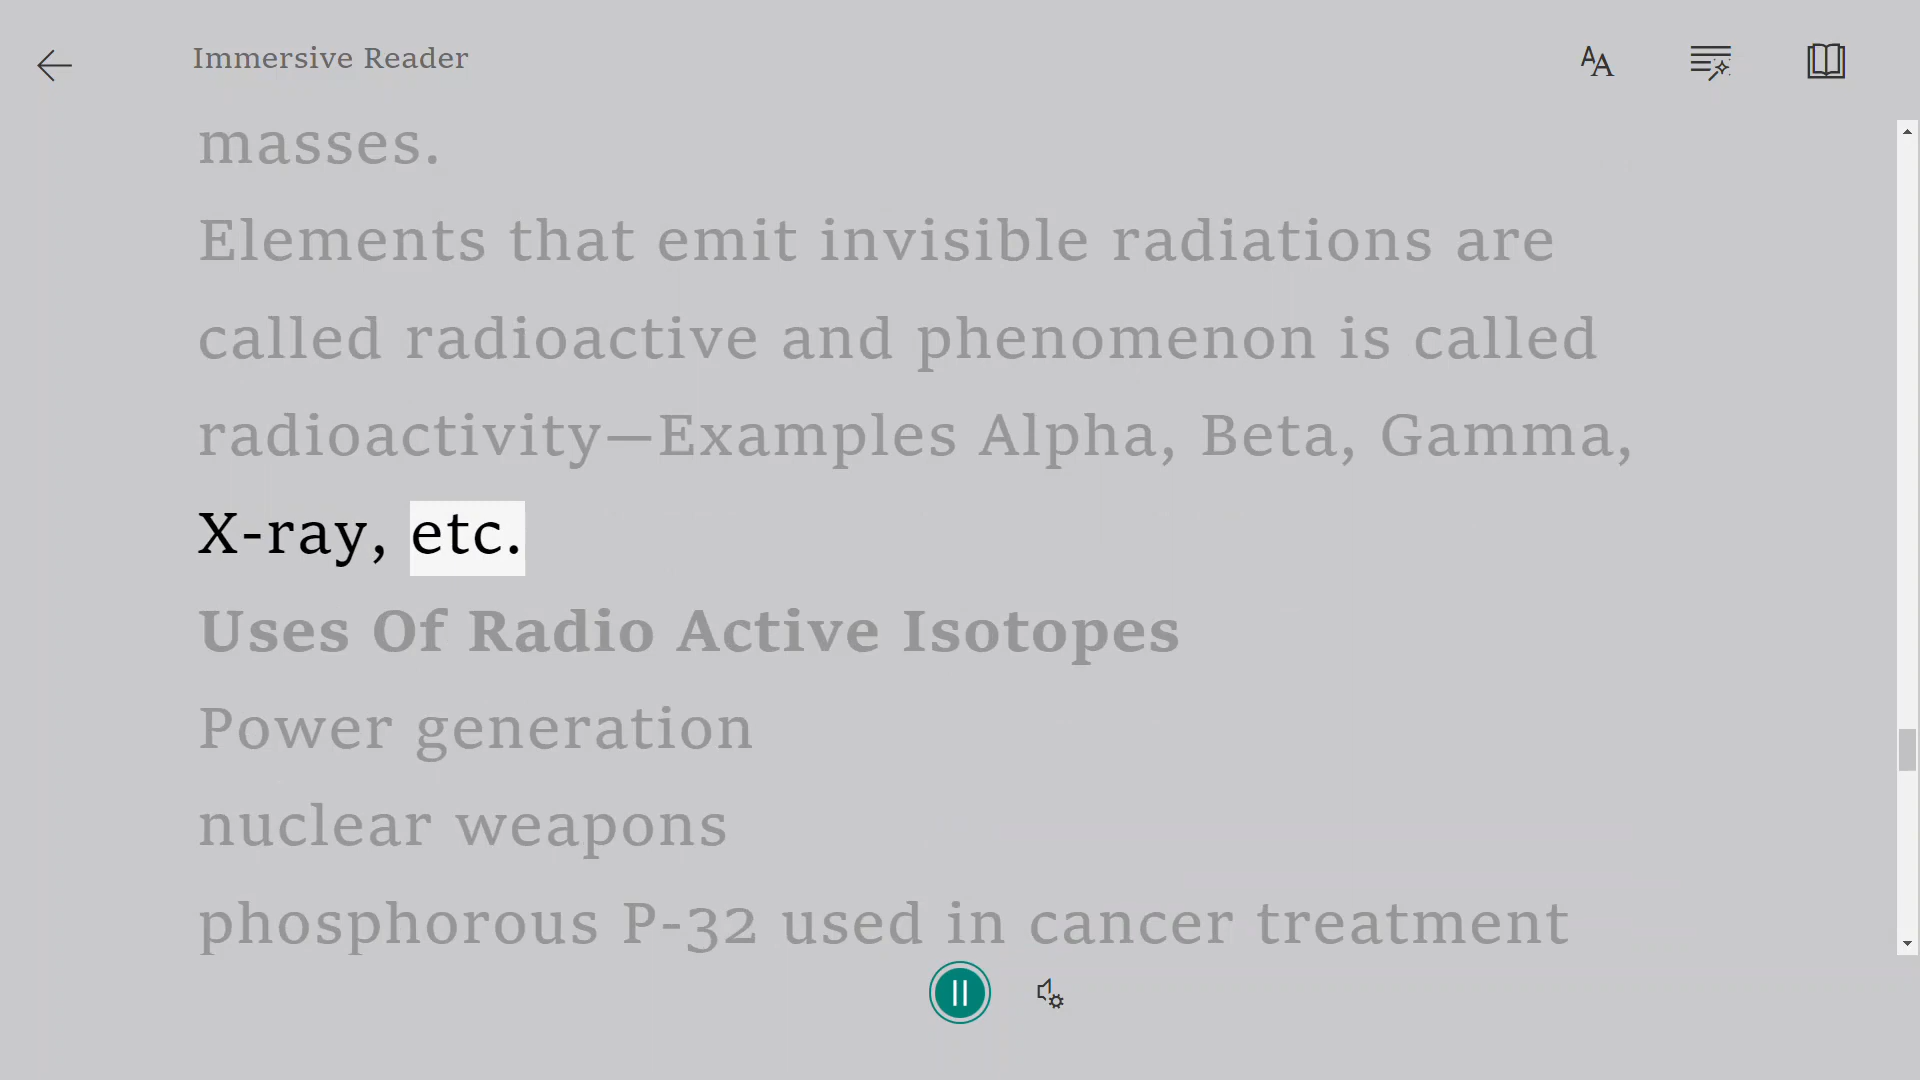 Immersive Reader
masses.
Elements that emit invisible radiations are
called radioactive and phenomenon is called
radioactivity—Examples Alpha, Beta, Gamma,
X-ray, etc.
Uses Of Radio Active Isotopes
Power generation
nuclear weapons
phosphorous P-32 used in cancer treatment